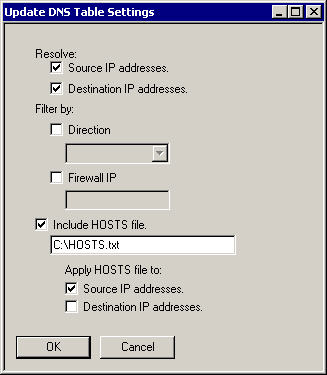 Update DNS Table Settings
Resolve:
Source IP addresses.
Destination IP addresses.
Filter by:
Direction
Firewall IP
Include HOSTS file.
C:\HOSTS.txt
Apply HOSTS file to:
Source IP addresses.
Destination IP addresses.
OK Cancel